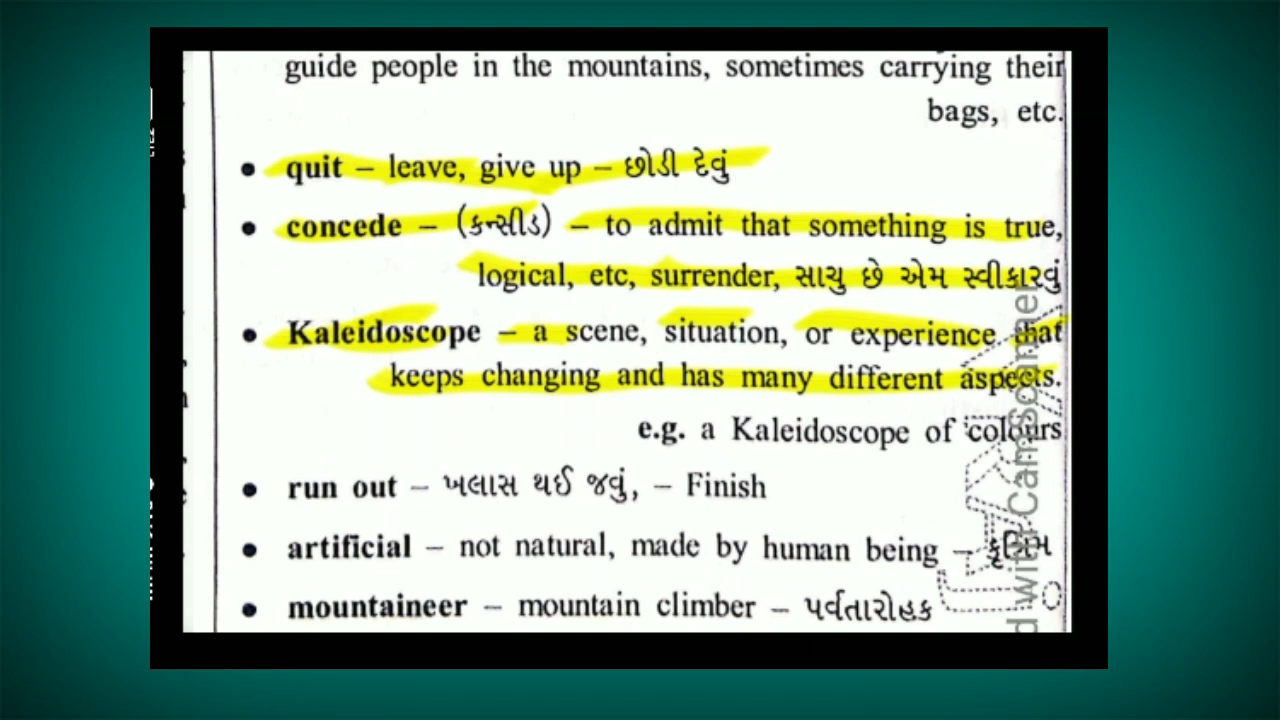 guide people in the mountains, sometimes carrying their
bags, etc.
• quit – leave, give up – છોડી દેવું
• concede – (કન્સીડ) – to admit that something is true,
logical, etc, surrender, સાચુ છે એમ સ્વીકારવું
• Kaleidoscope – a scene, situation, or experience that
keeps changing and has many different aspects.
e.g. a Kaleidoscope of colours
• run out – ખલાસ થઈ જવું, – Finish
• artificial – not natural, made by human being – કૃત્રિમ
• mountaineer – mountain climber – પર્વતારોહક
d with CamScanner